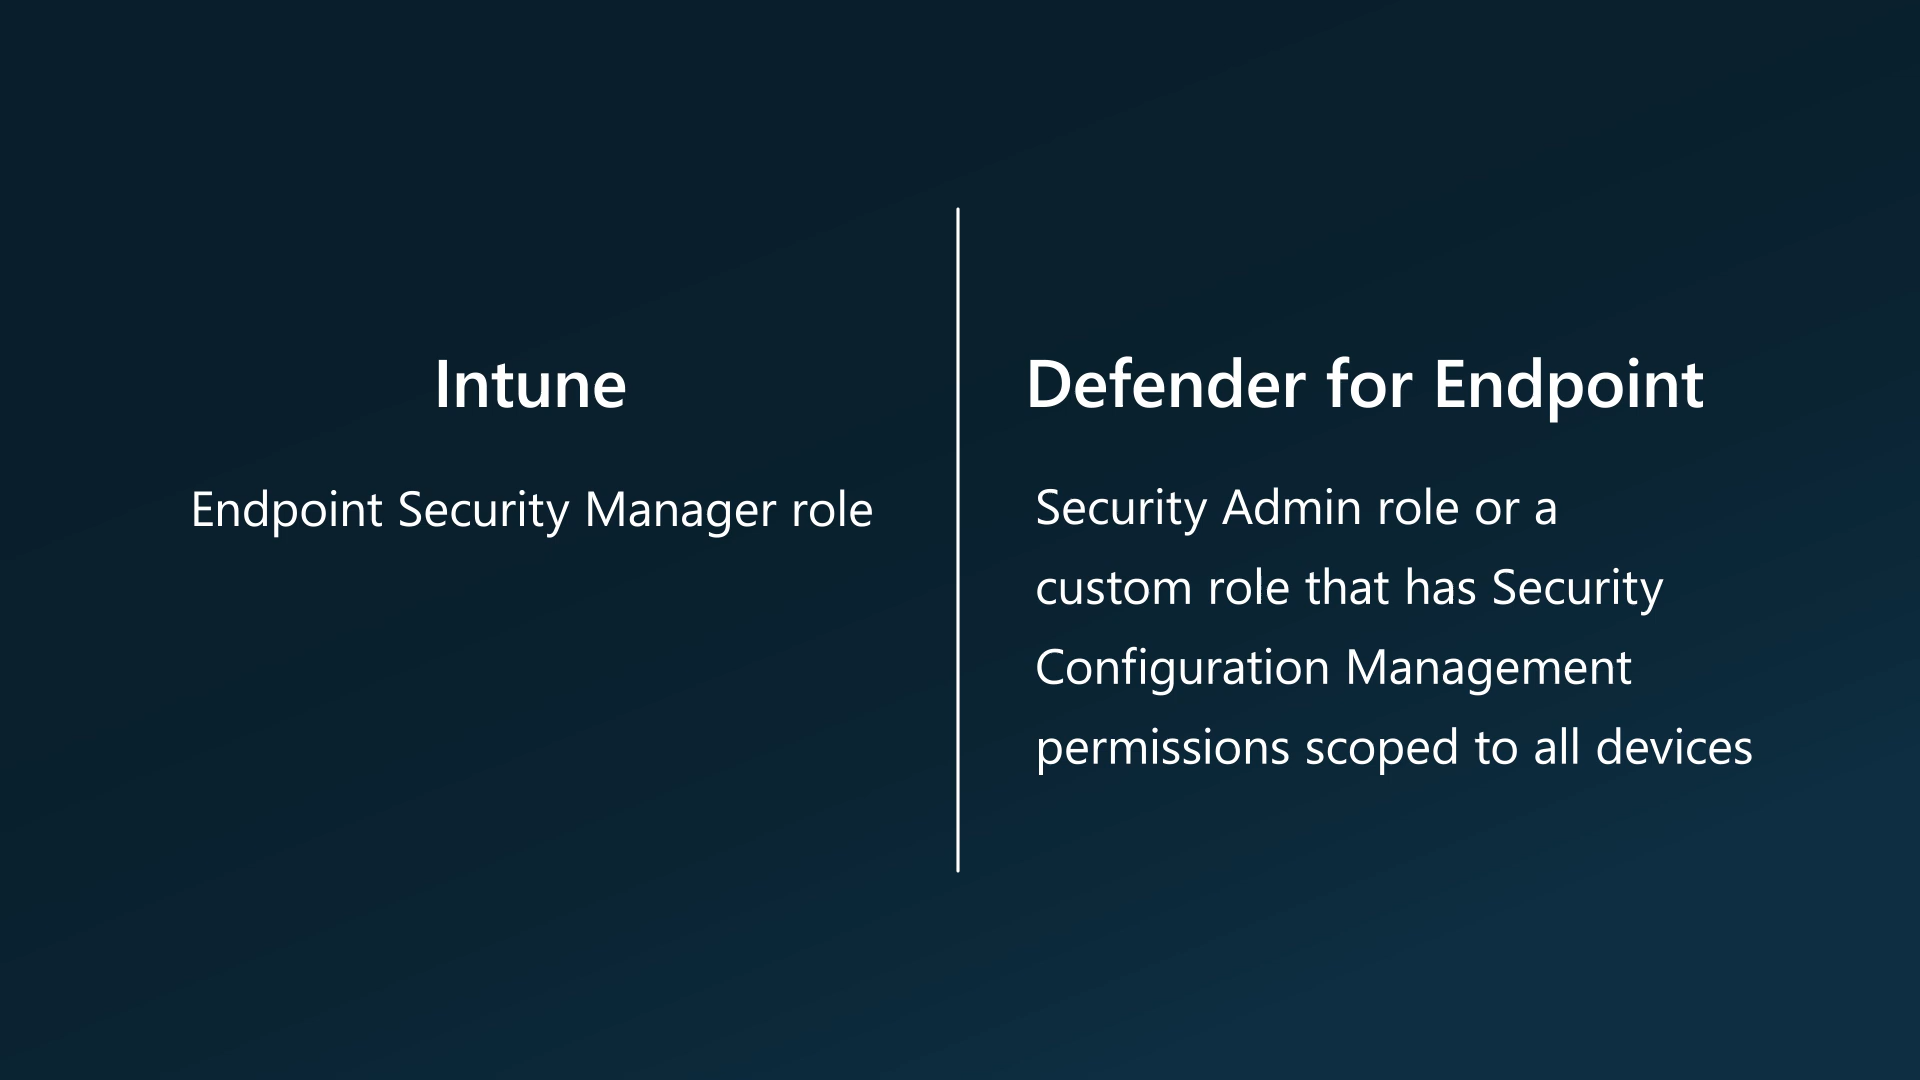 Intune
Endpoint Security Manager role
Defender for Endpoint
Security Admin role or a
custom role that has Security
Configuration Management
permissions scoped to all devices